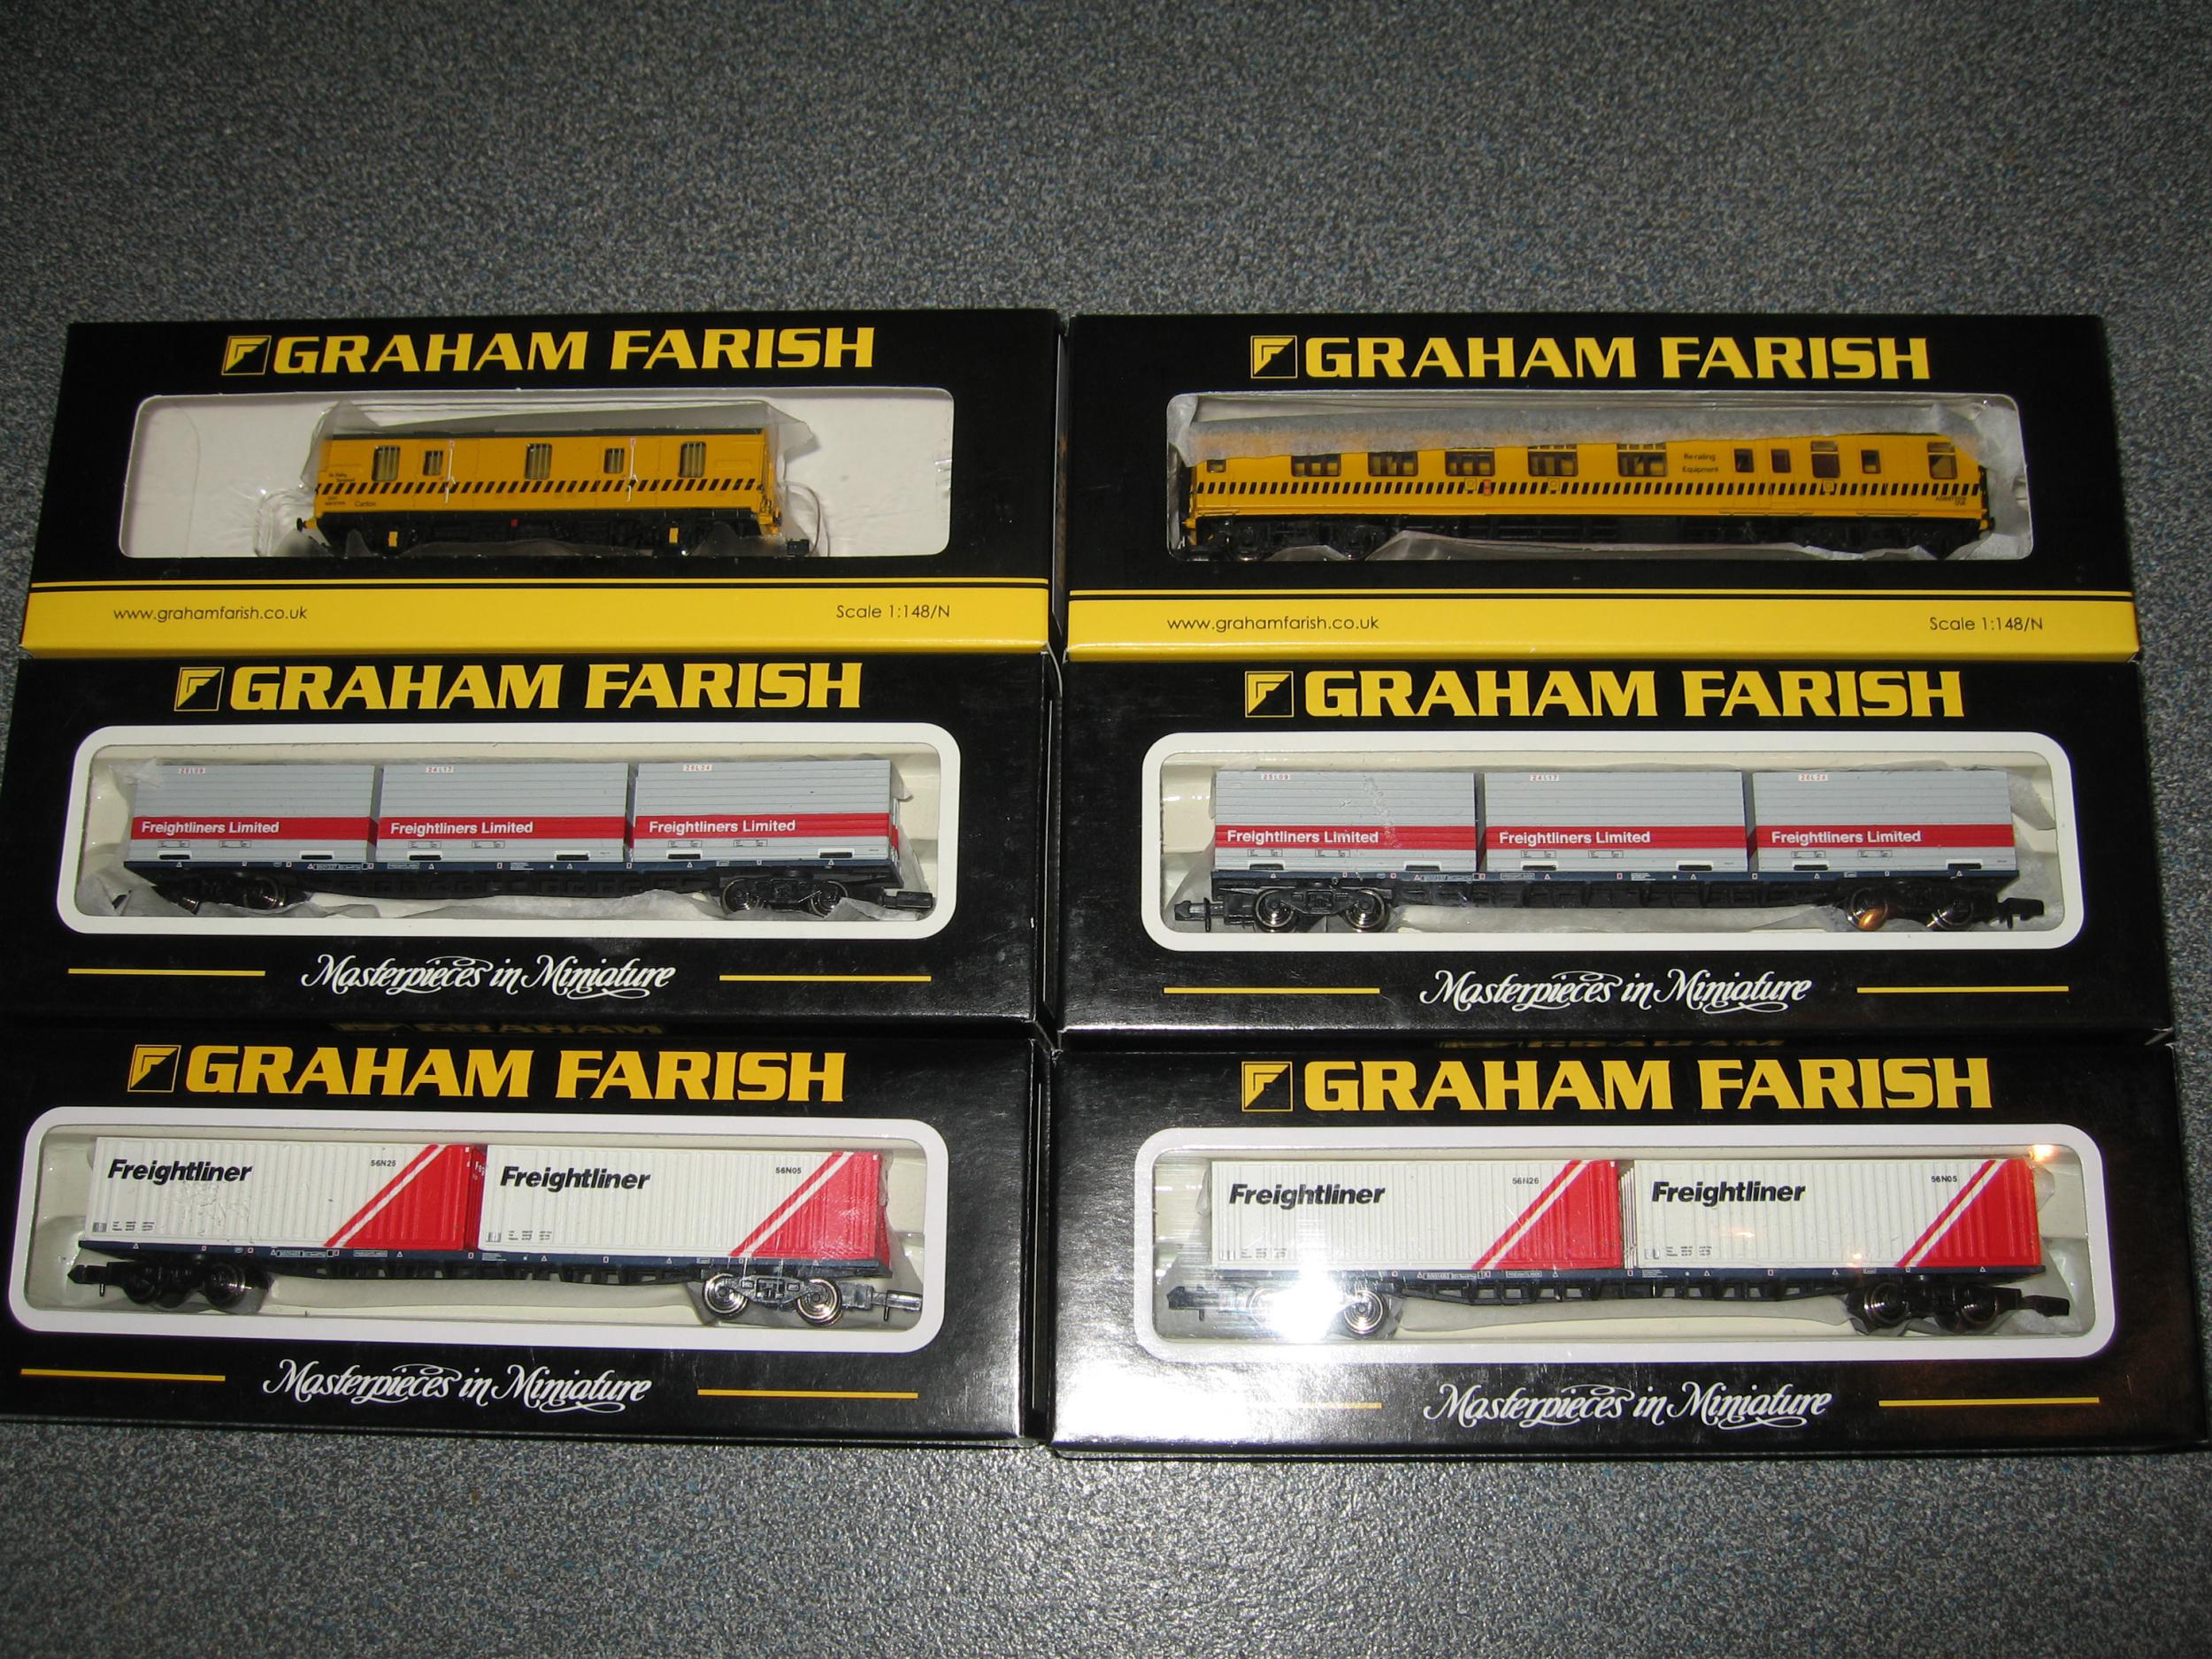 GRAHAM FARISH
www.grahamfarish.co.uk
Scale 1:148/N
GRAHAM FARISH
Re-railing
Equipment
www.grahamfarish.co.uk
Scale 1:148/N
GRAHAM FARISH
Freightliners Limited
Freightliners Limited
Freightliners Limited
Masterpieces in Miniature
GRAHAM FARISH
Freightliners Limited
Freightliners Limited
Freightliners Limited
Masterpieces in Miniature
GRAHAM
GRAHAM FARISH
Freightliner
Freightliner
56N05
Masterpieces in Miniature
GRAHAM
GRAHAM FARISH
Freightliner
56N26
Freightliner
56N05
Masterpieces in Miniature